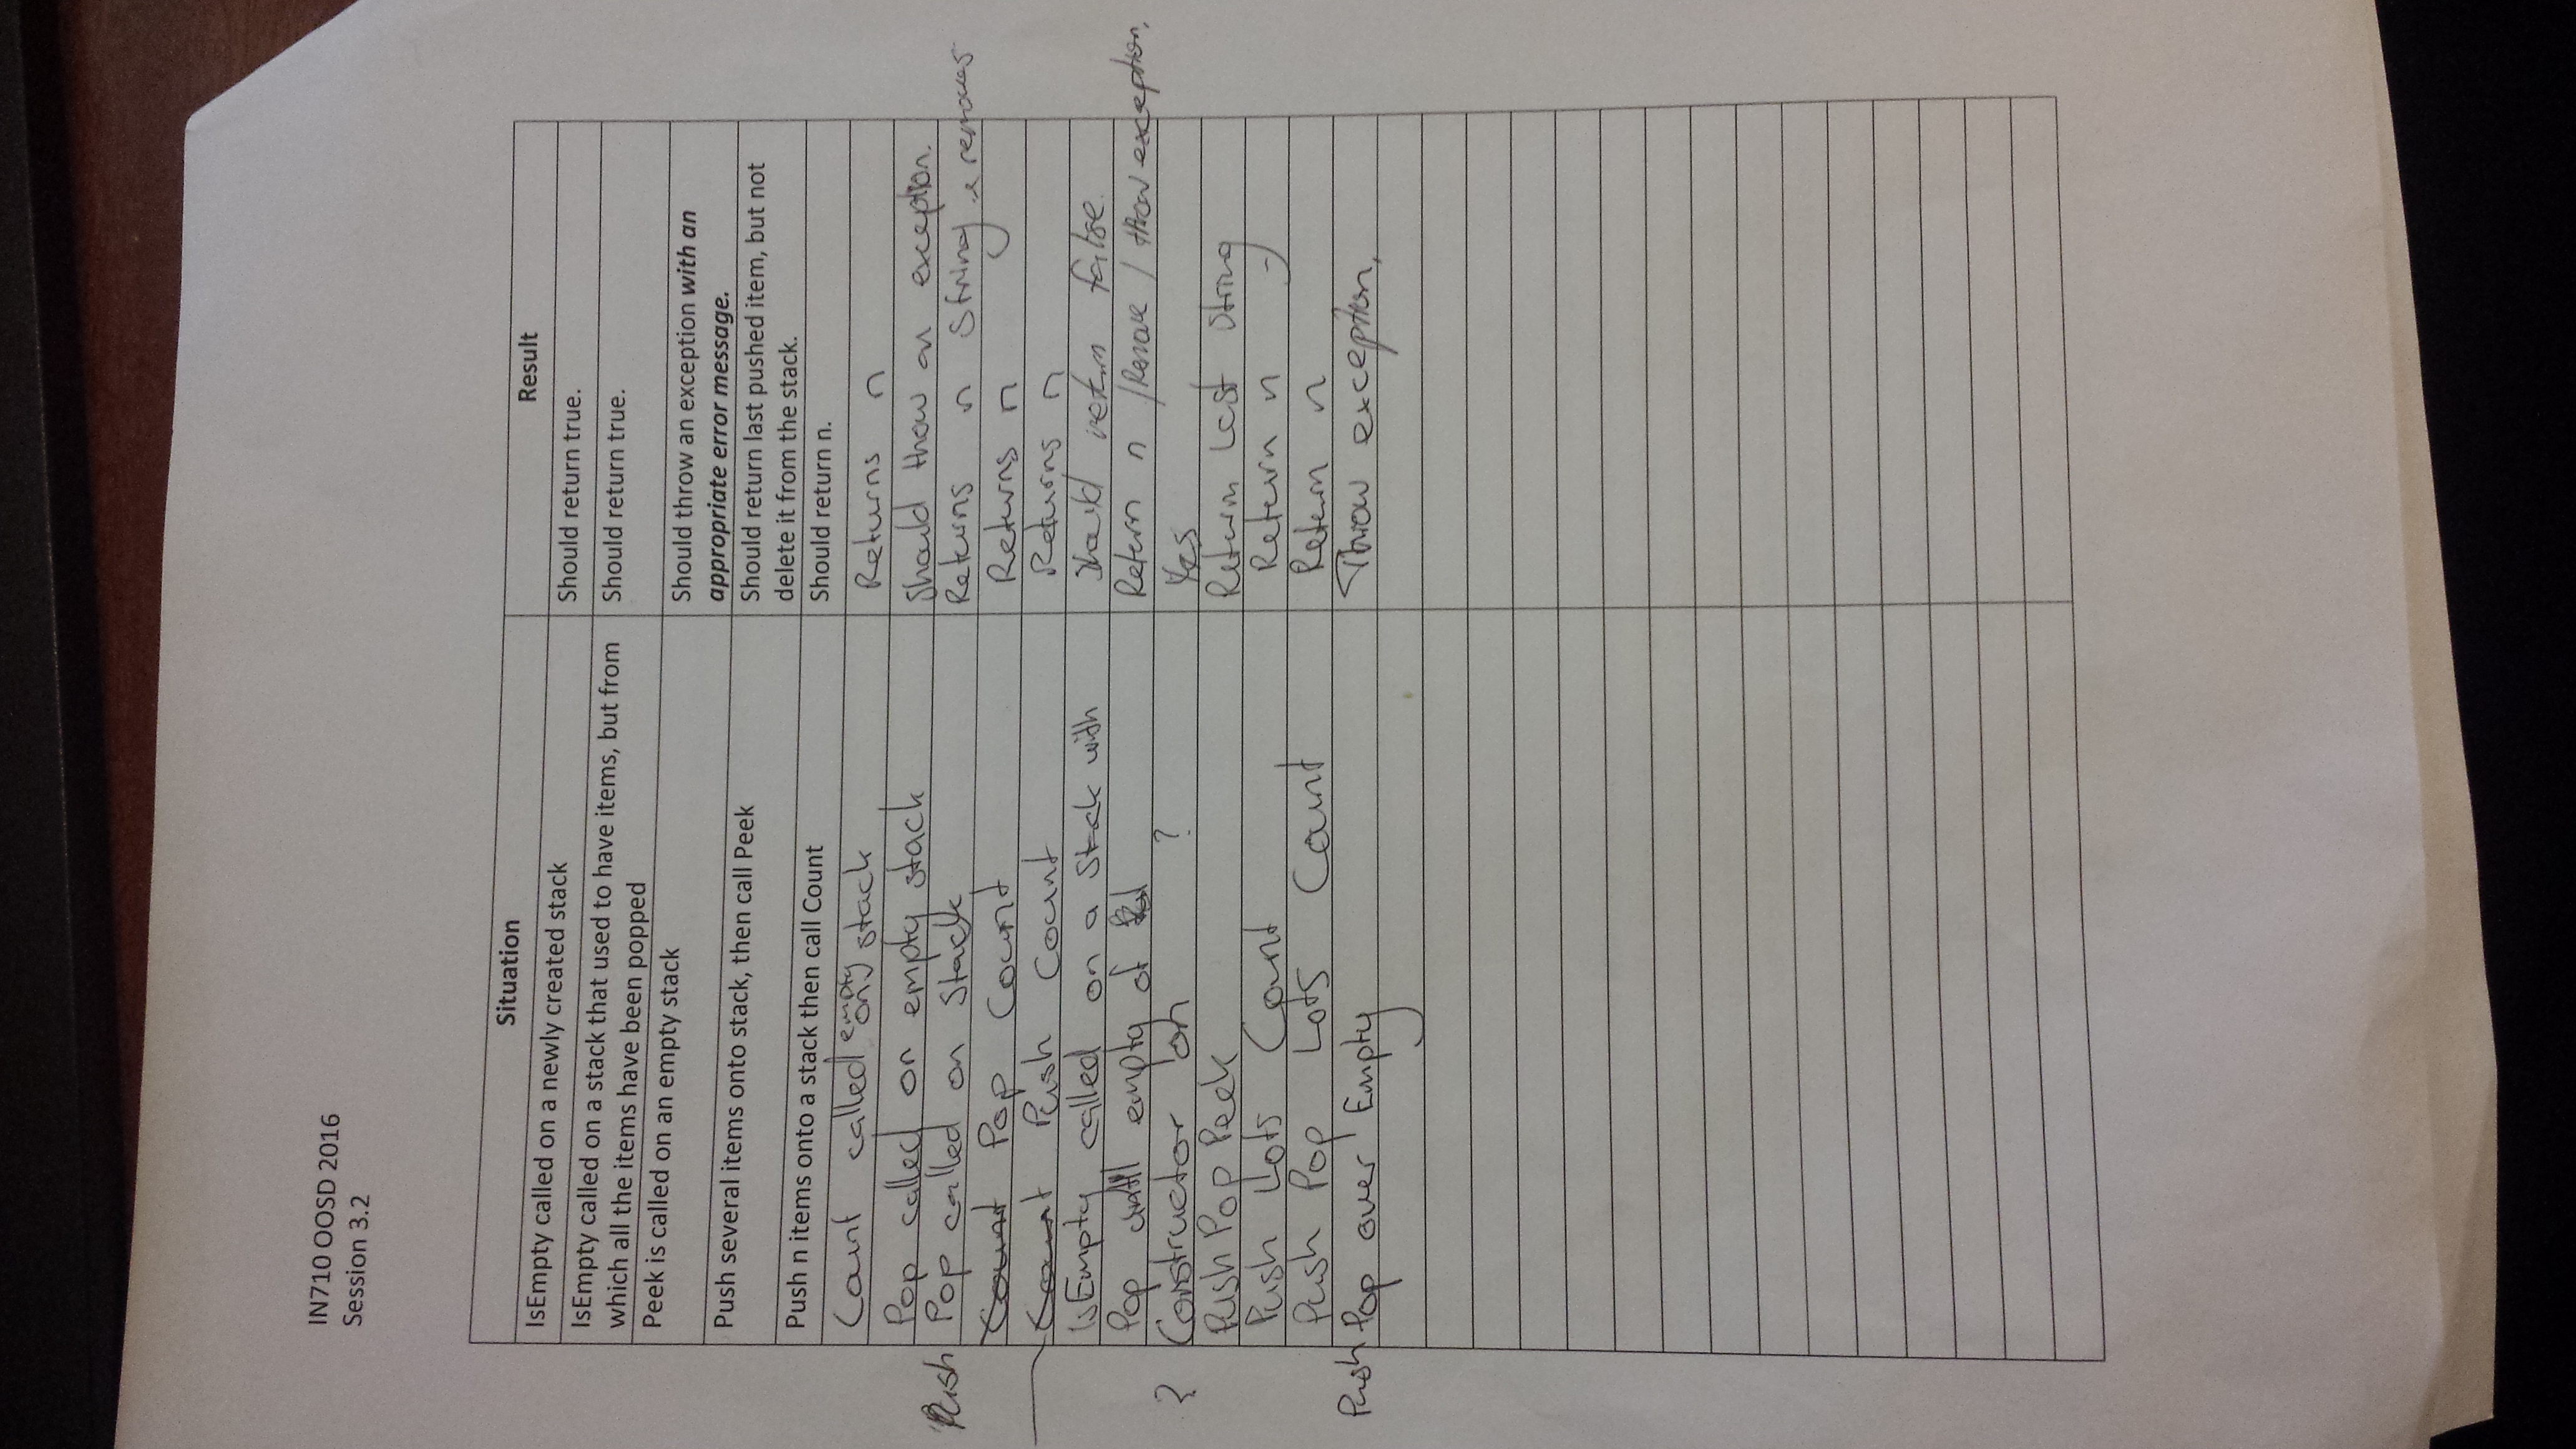 IN710 OOSD 2016
Session 3.2
Situation Result
IsEmpty called on a newly created stack Should return true.
IsEmpty called on a stack that used to have items, but from Should return true.
which all the items have been popped
Peek is called on an empty stack Should throw an exception with an
appropriate error message.
Push several items onto stack, then call Peek Should return last pushed item, but not
delete it from the stack.
Push n items onto a stack then call Count Should return n.
Count called empty stack Returns n
Pop called on empty stack Should throw an exception.
Push Pop called on stack Returns n String & removes
Count Pop Count Returns n
Count Push Count Returns n
IsEmpty called on a stack with Should return false.
Pop until empty Return n / / throw exception.
? Constructor ? Yes
Push Pop Peek Return Last String
Push Lots Count Return n :)
Push Pop Lots Count Return n
Push Pop over Empty Throw exception.